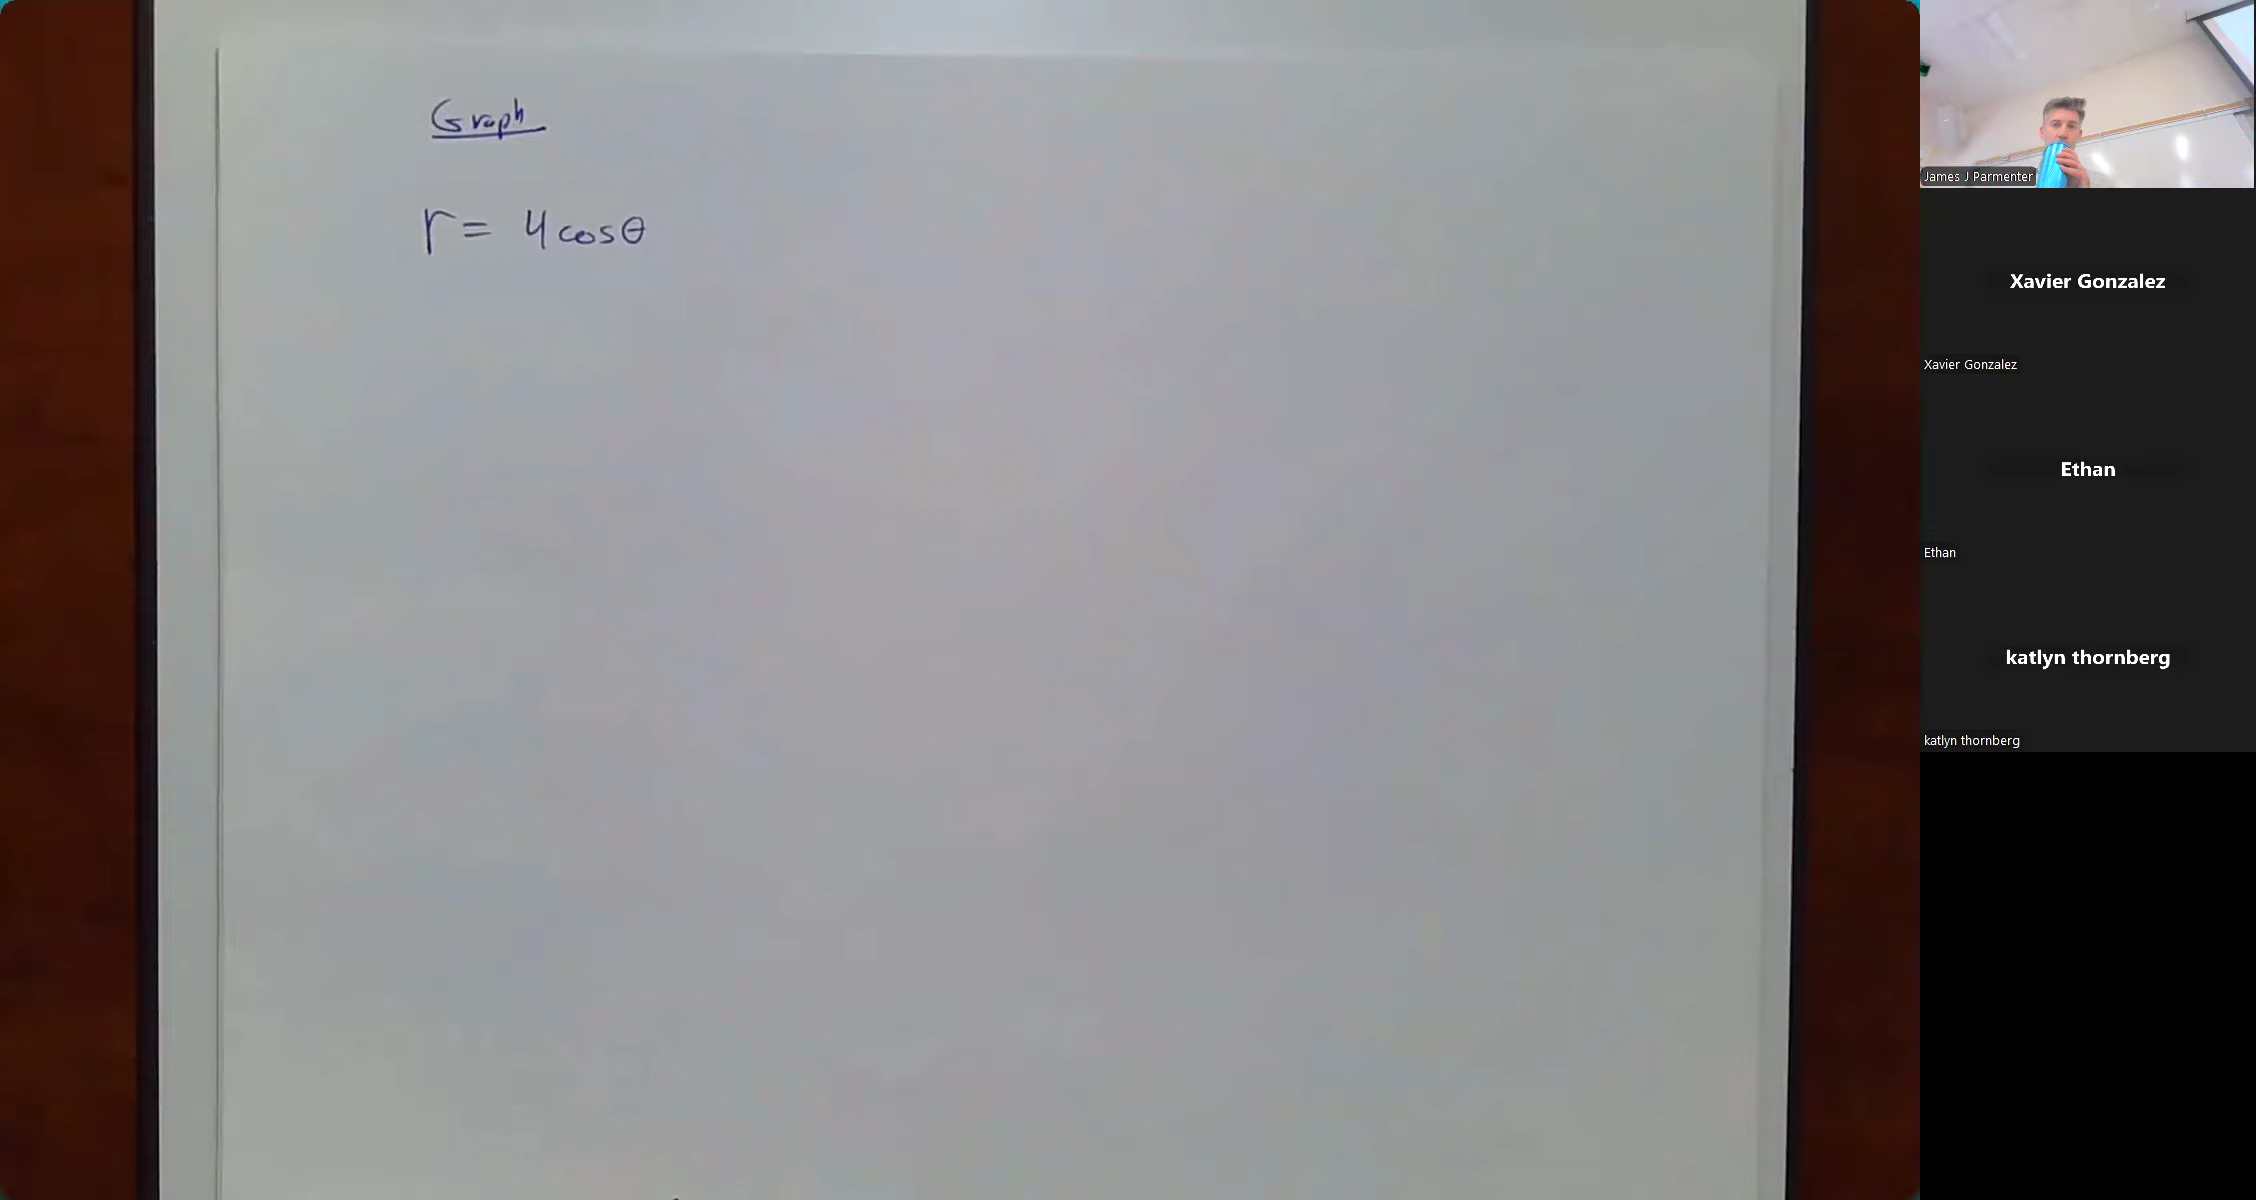 Graph
r = 4cosθ
James J Parmenter
Xavier Gonzalez
Xavier Gonzalez
Ethan
Ethan
katlyn thornberg
katlyn thornberg